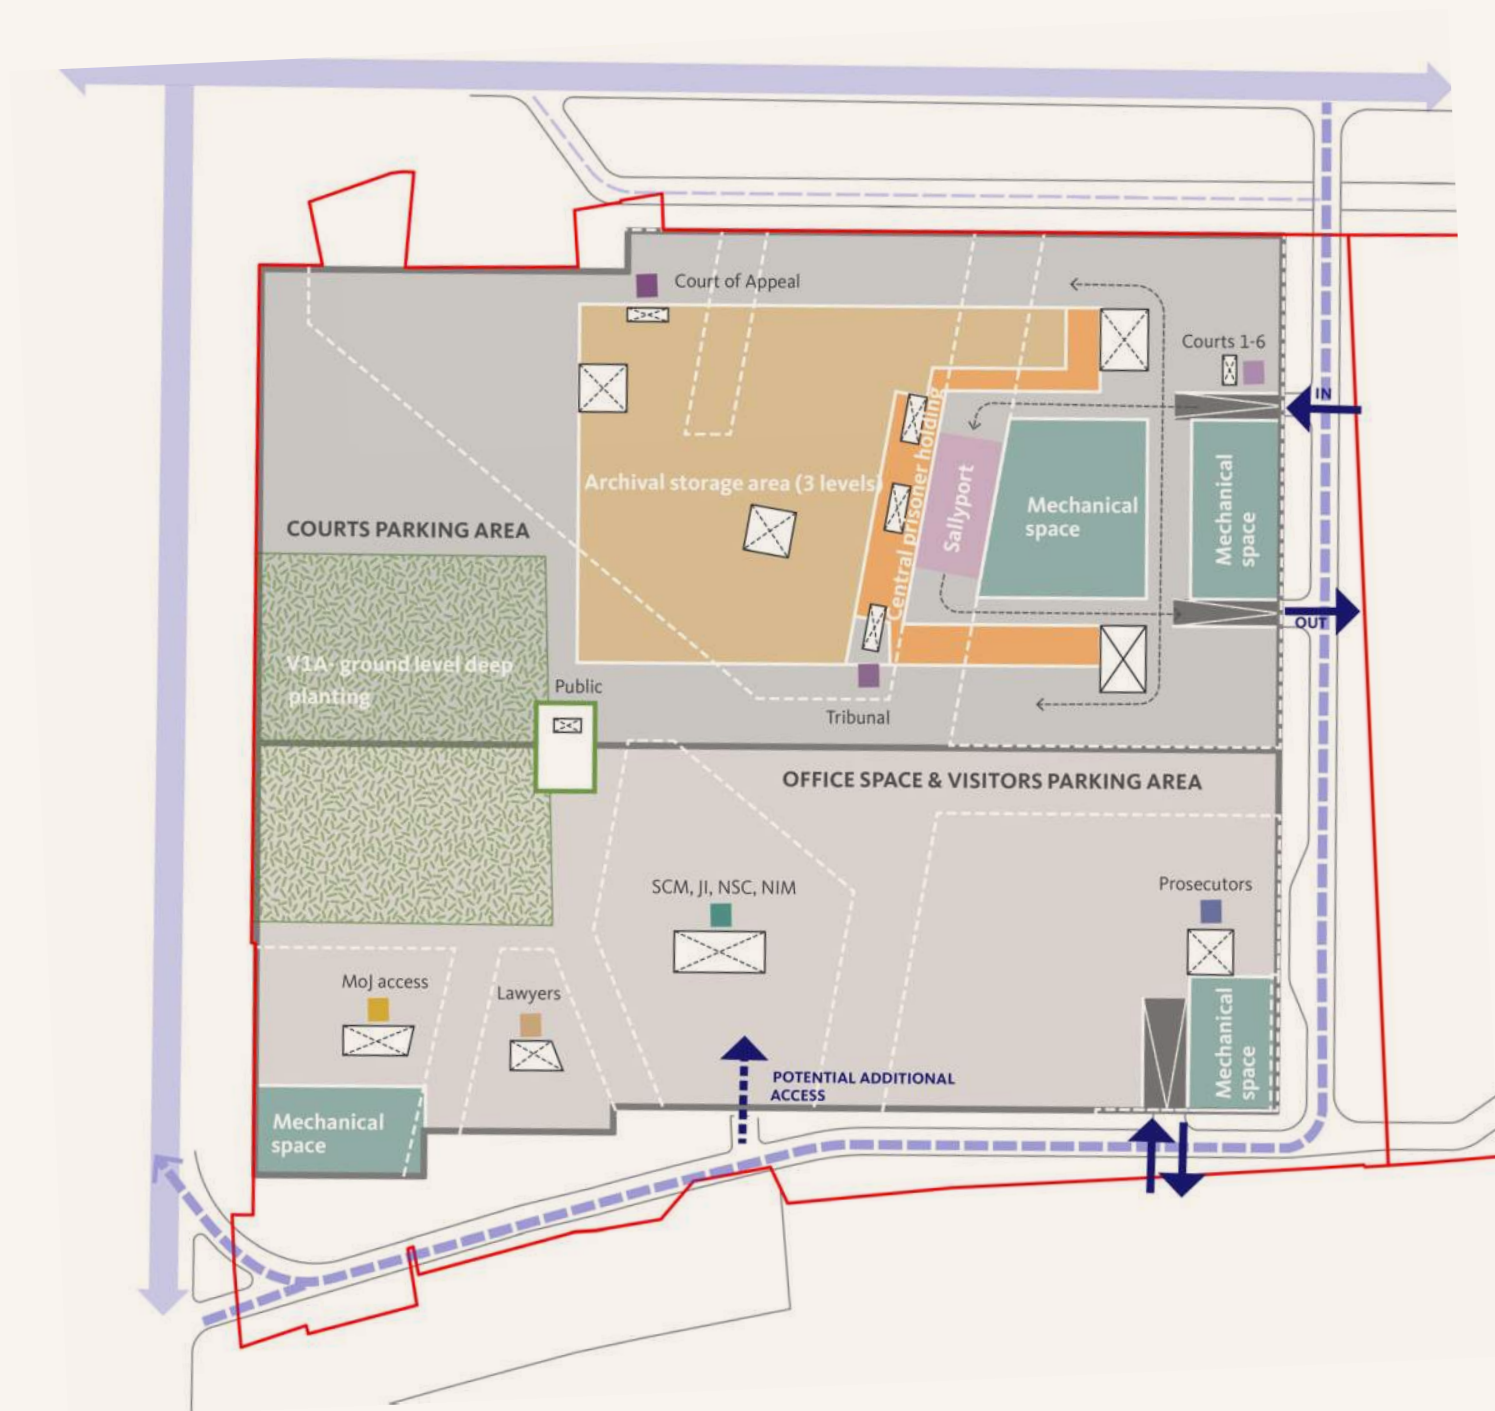 Court of Appeal
Courts 1-6
IN
Central prisoner holding
Archival storage area (3 levels)
Sallyport
Mechanical
space
Mechanical
space
COURTS PARKING AREA
OUT
V1A- ground level deep
planting
Public
Tribunal
OFFICE SPACE & VISITORS PARKING AREA
SCM, JI, NSC, NIM
Prosecutors
MoJ access
Lawyers
Mechanical
space
POTENTIAL ADDITIONAL
ACCESS
Mechanical
space